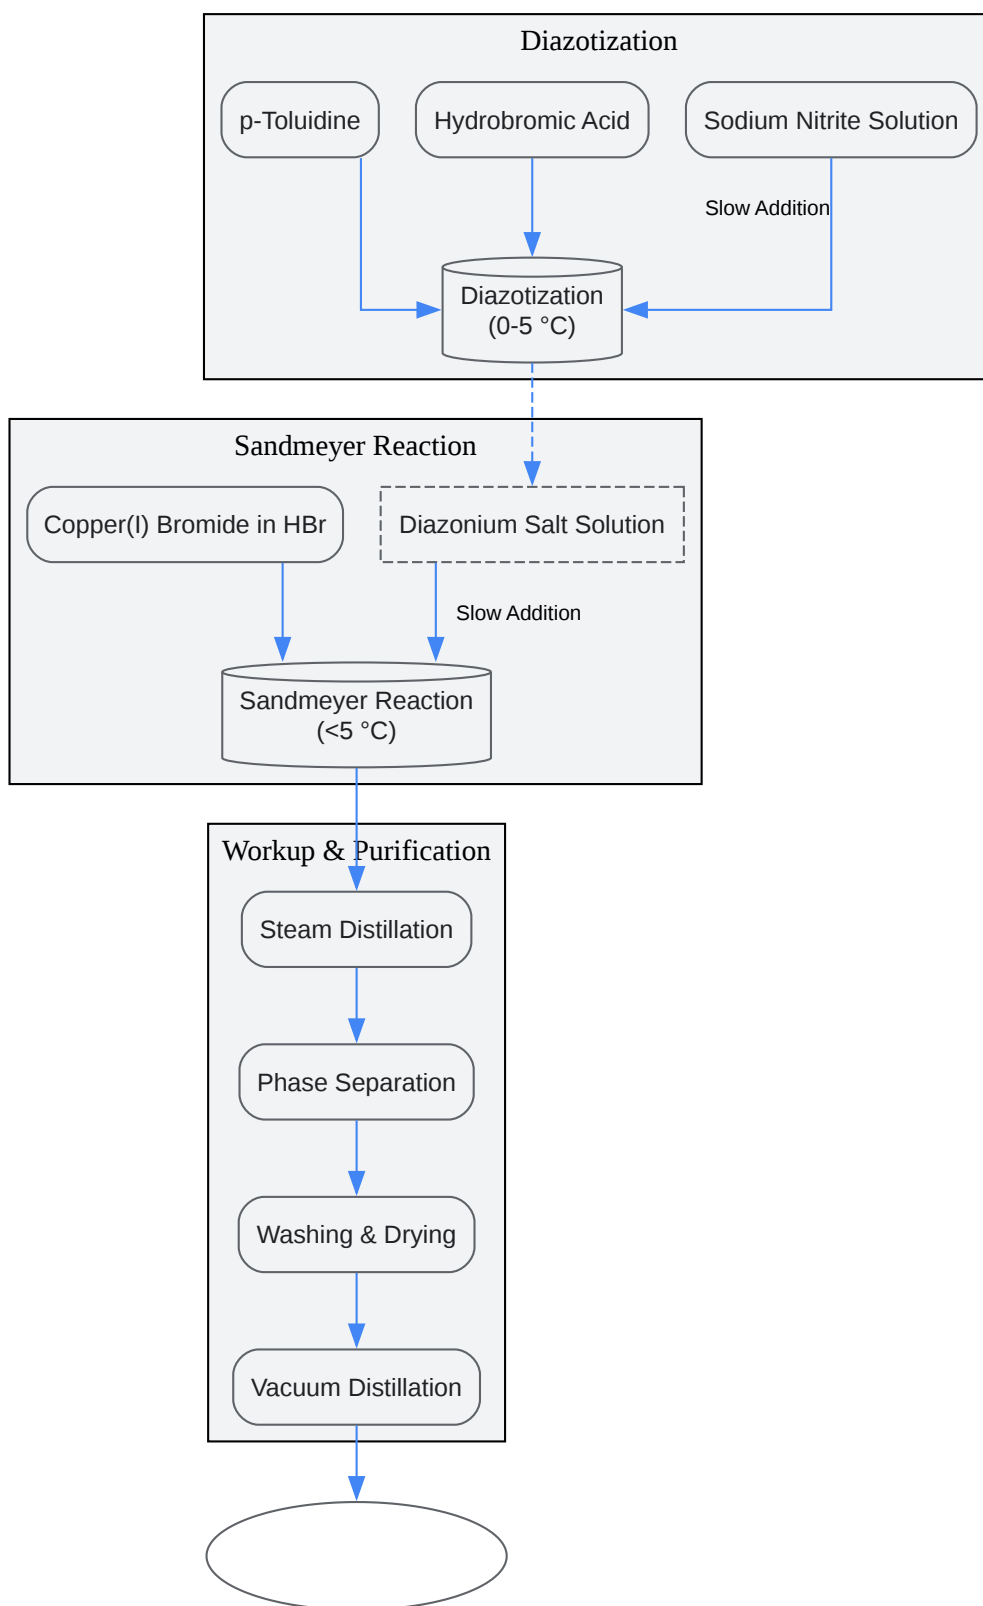 Diazotization
p-Toluidine
Hydrobromic Acid
Sodium Nitrite Solution
Slow Addition
Diazotization
(0-5 °C)
Sandmeyer Reaction
Copper(I) Bromide in HBr
Diazonium Salt Solution
Slow Addition
Sandmeyer Reaction
(<5 °C)
Workup & Purification
Steam Distillation
Phase Separation
Washing & Drying
Vacuum Distillation